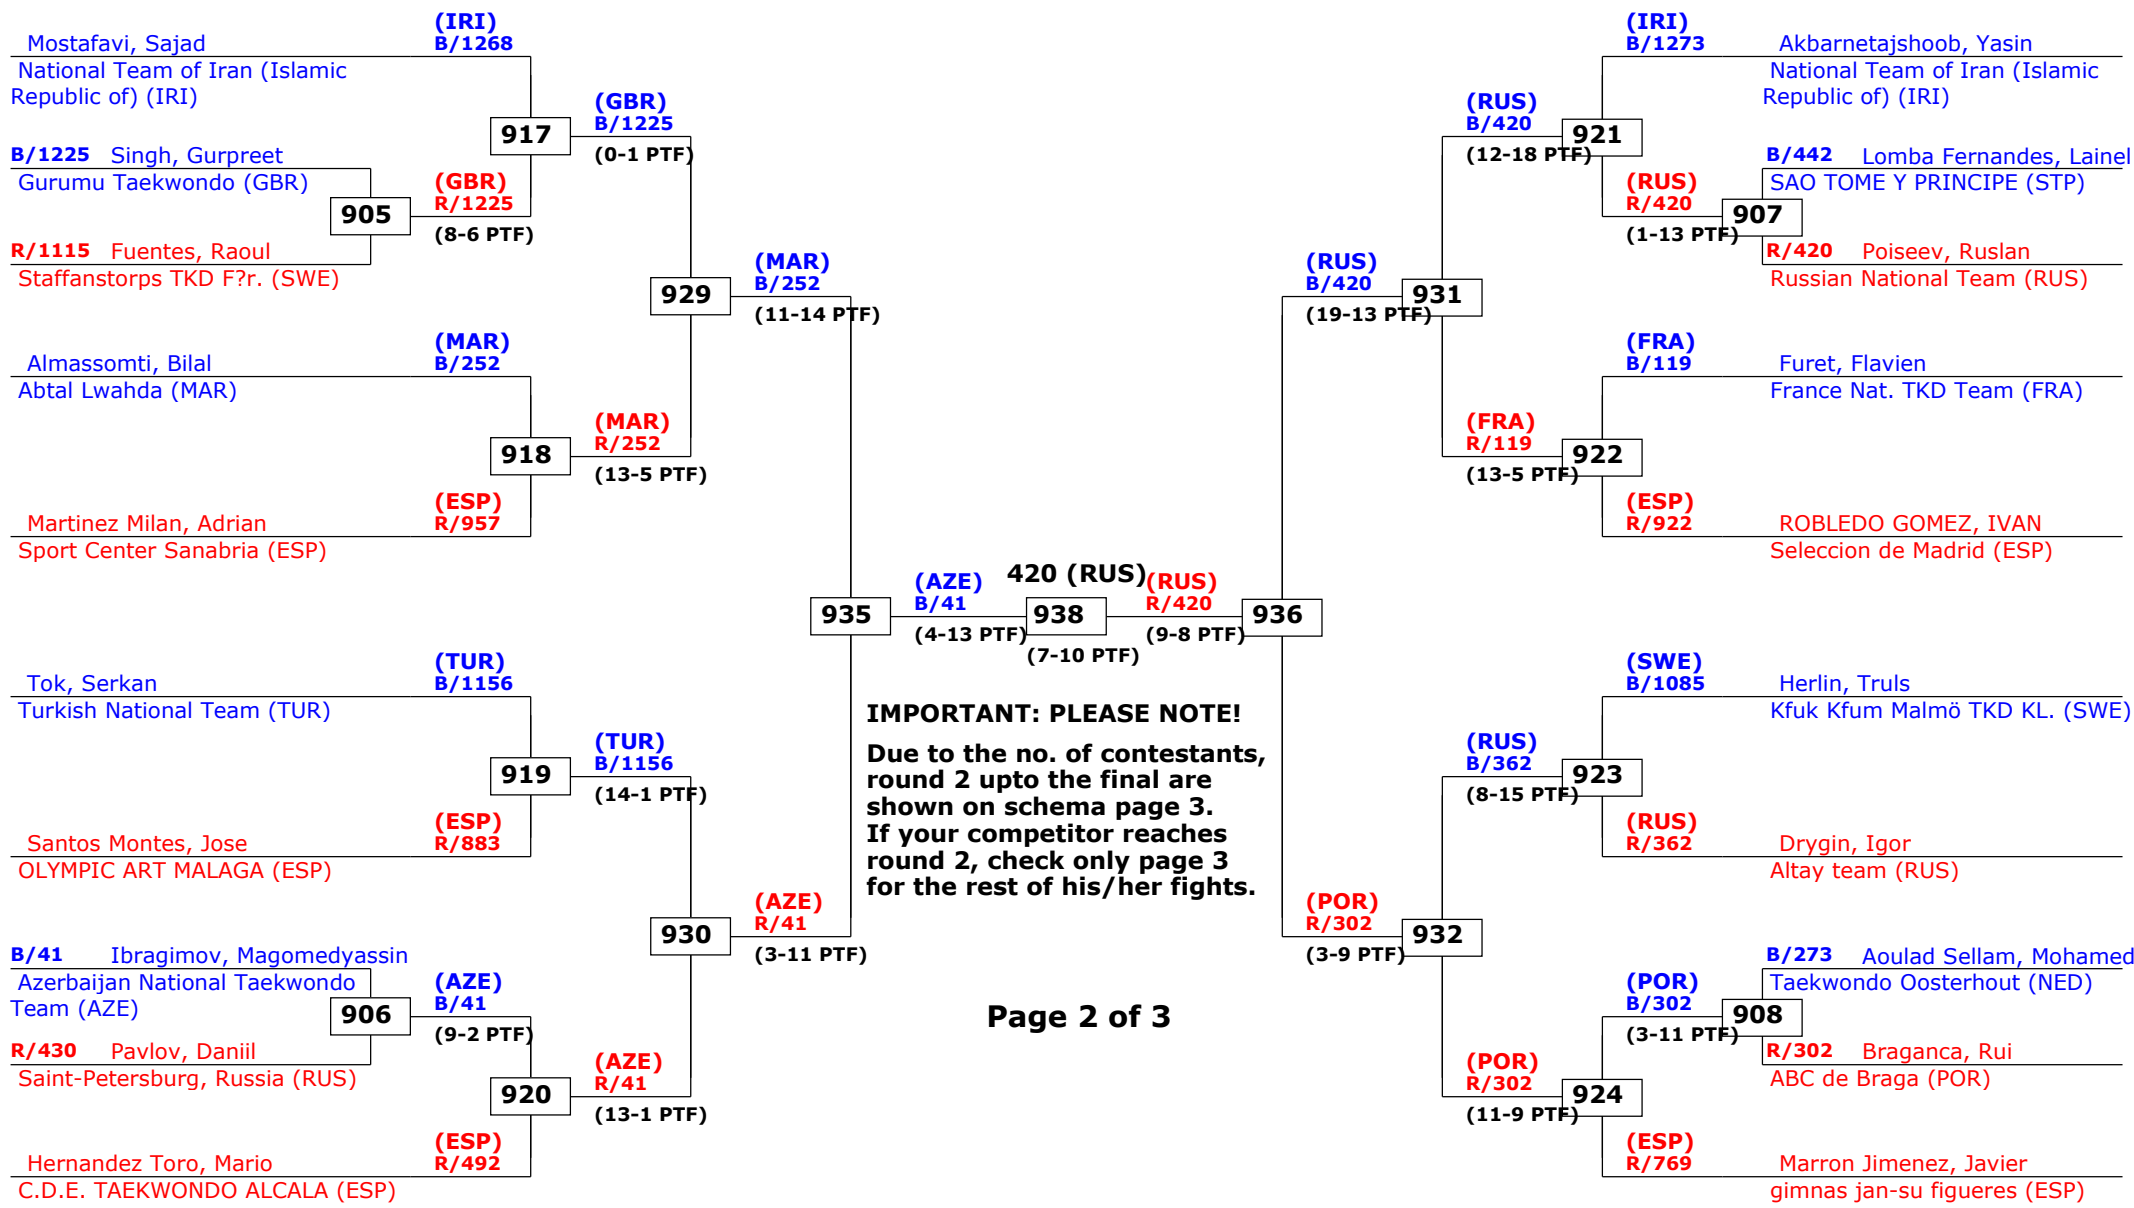 (IRI)
Mostafavi, Sajad B/1268
National Team of Iran (Islamic
Republic of) (IRI)
917
B/1225 Singh, Gurpreet
Gurumu Taekwondo (GBR)
905
(GBR)
R/1225
(8-6 PTF)
R/1115 Fuentes, Raoul
Staffanstorps TKD F?r. (SWE)
(GBR)
B/1225
(0-1 PTF)
929
(MAR)
Almassomti, Bilal B/252
Abtal Lwahda (MAR)
918
(MAR)
R/252
(13-5 PTF)
(ESP)
Martinez Milan, Adrian R/957
Sport Center Sanabria (ESP)
(MAR)
B/252
(11-14 PTF)
935
(TUR)
Tok, Serkan B/1156
Turkish National Team (TUR)
919
(TUR)
B/1156
(14-1 PTF)
(ESP)
Santos Montes, Jose R/883
OLYMPIC ART MALAGA (ESP)
930
(AZE)
R/41
(3-11 PTF)
B/41 Ibragimov, Magomedyassin
Azerbaijan National Taekwondo
Team (AZE)
906
(AZE)
B/41
(9-2 PTF)
R/430 Pavlov, Daniil
Saint-Petersburg, Russia (RUS)
920
(AZE)
R/41
(13-1 PTF)
(ESP)
Hernandez Toro, Mario R/492
C.D.E. TAEKWONDO ALCALA (ESP)
(AZE)
B/41
(4-13 PTF)
420 (RUS)
938
(7-10 PTF)
(RUS)
R/420
(9-8 PTF)
936
IMPORTANT: PLEASE NOTE!
Due to the no. of contestants,
round 2 upto the final are
shown on schema page 3.
If your competitor reaches
round 2, check only page 3
for the rest of his/her fights.
Page 2 of 3
(IRI)
B/1273 Akbarnetajshoob, Yasin
National Team of Iran (Islamic
Republic of) (IRI)
(RUS)
B/420
(12-18 PTF)
921
B/442 Lomba Fernandes, Lainel
SAO TOME Y PRINCIPE (STP)
(RUS)
R/420
(1-13 PTF)
907
R/420 Poiseev, Ruslan
Russian National Team (RUS)
(RUS)
B/420
(19-13 PTF)
931
(FRA)
B/119 Furet, Flavien
France Nat. TKD Team (FRA)
(FRA)
R/119
(13-5 PTF)
922
(ESP)
R/922 ROBLEDO GOMEZ, IVAN
Seleccion de Madrid (ESP)
(SWE)
B/1085 Herlin, Truls
Kfuk Kfum Malmö TKD KL. (SWE)
(RUS)
B/362
(8-15 PTF)
923
(RUS)
R/362 Drygin, Igor
Altay team (RUS)
(POR)
R/302
(3-9 PTF)
932
B/273 Aoulad Sellam, Mohamed
Taekwondo Oosterhout (NED)
(POR)
B/302
(3-11 PTF)
908
R/302 Braganca, Rui
ABC de Braga (POR)
(POR)
R/302
(11-9 PTF)
924
(ESP)
R/769 Marron Jimenez, Javier
gimnas jan-su figueres (ESP)